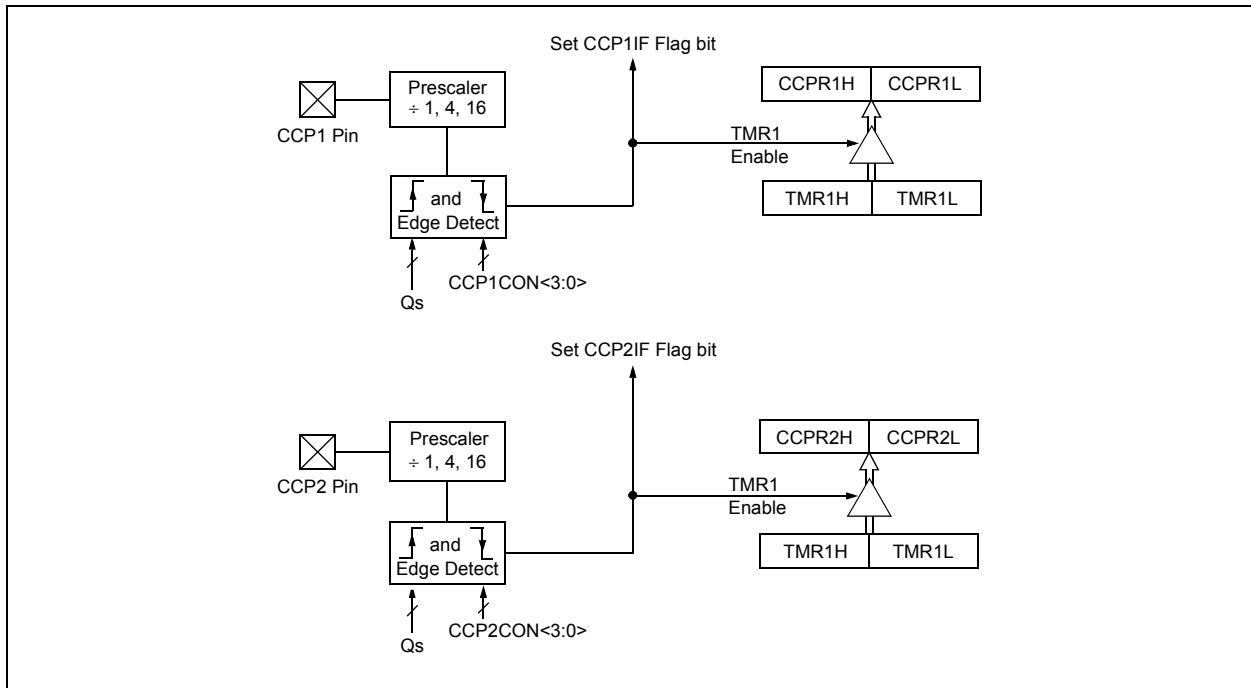 Set CCP1IF Flag bit
CCPR1H CCPR1L
Prescaler
÷ 1, 4, 16
CCP1 Pin
TMR1
Enable
and
Edge Detect
TMR1H TMR1L
CCP1CON<3:0>
Qs
Set CCP2IF Flag bit
CCPR2H CCPR2L
Prescaler
÷ 1, 4, 16
CCP2 Pin
TMR1
Enable
and
Edge Detect
TMR1H TMR1L
CCP2CON<3:0>
Qs